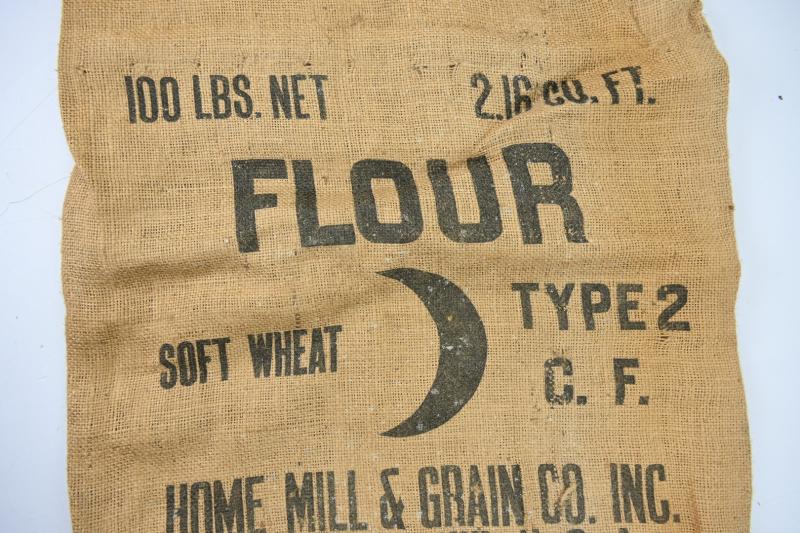 100 LBS. NET 2.16 CU. FT.
FLOUR
SOFT WHEAT TYPE 2
C. F.
HOME MILL & GRAIN CO. INC.